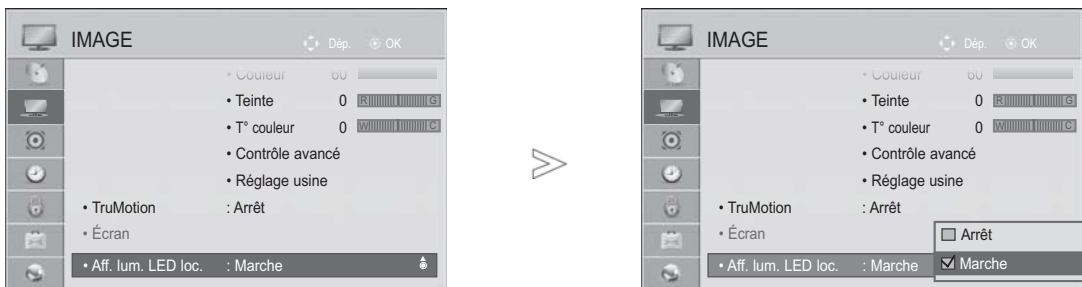 IMAGE
Dép. OK
• Couleur 60
• Teinte 0 R G
• T° couleur 0 W C
• Contrôle avancé
• Réglage usine
• TruMotion : Arrêt
• Écran
• Aff. lum. LED loc. : Marche
IMAGE
Dép. OK
• Couleur 60
• Teinte 0 R G
• T° couleur 0 W C
• Contrôle avancé
• Réglage usine
• TruMotion : Arrêt
• Écran
Arrêt
• Aff. lum. LED loc. : Marche
Marche